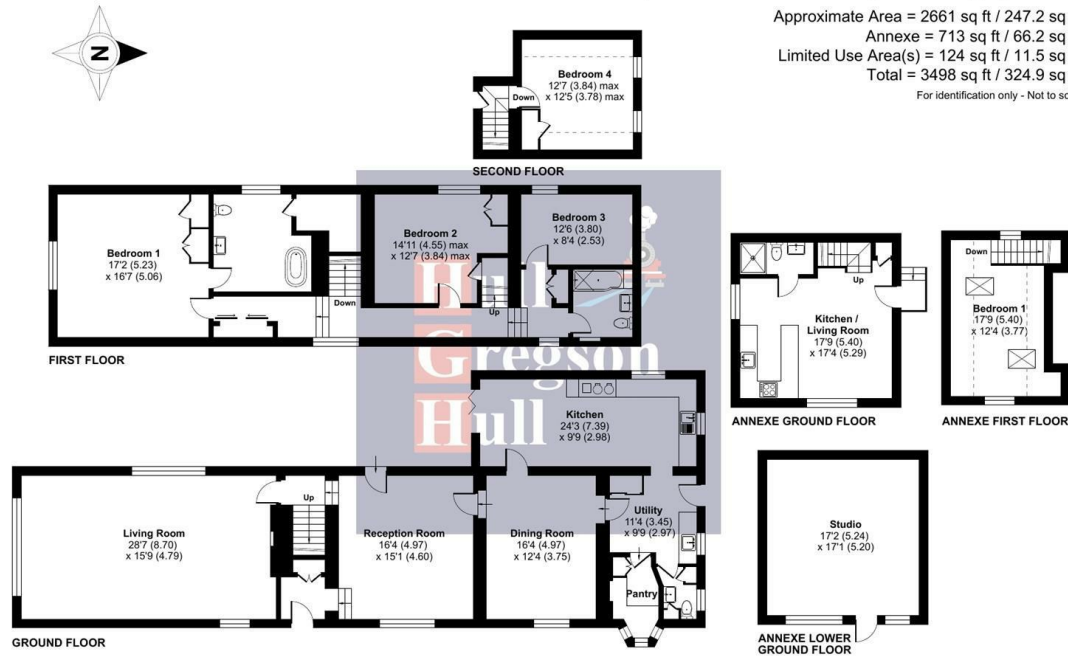 N
Approximate Area = 2661 sq ft / 247.2 sq
Annexe = 713 sq ft / 66.2 sq
Limited Use Area(s) = 124 sq ft / 11.5 sq
Total = 3498 sq ft / 324.9 sq
For identification only - Not to
Bedroom 4
12'7 (3.84) max
x 12'5 (3.78) max
Down
SECOND FLOOR
Bedroom 1
17'2 (5.23)
x 16'7 (5.06)
Down
Bedroom 2
14'11 (4.55) max
x 12'7 (3.84) max
Up
Bedroom 3
12'6 (3.80)
x 8'4 (2.53)
FIRST FLOOR
Hull
Gregson
Hull
Kitchen
24'3 (7.39)
x 9'9 (2.98)
Living Room
28'7 (8.70)
x 15'9 (4.79)
Up
Reception Room
16'4 (4.97)
x 15'1 (4.60)
Dining Room
16'4 (4.97)
x 12'4 (3.75)
Utility
11'4 (3.45)
x 9'9 (2.97)
Pantry
GROUND FLOOR
Up
Kitchen /
Living Room
17'9 (5.40)
x 17'4 (5.29)
ANNEXE GROUND FLOOR
Down
Bedroom 1
17'9 (5.40)
x 12'4 (3.77)
ANNEXE FIRST FLOOR
Studio
17'2 (5.24)
x 17'1 (5.20)
ANNEXE LOWER
GROUND FLOOR